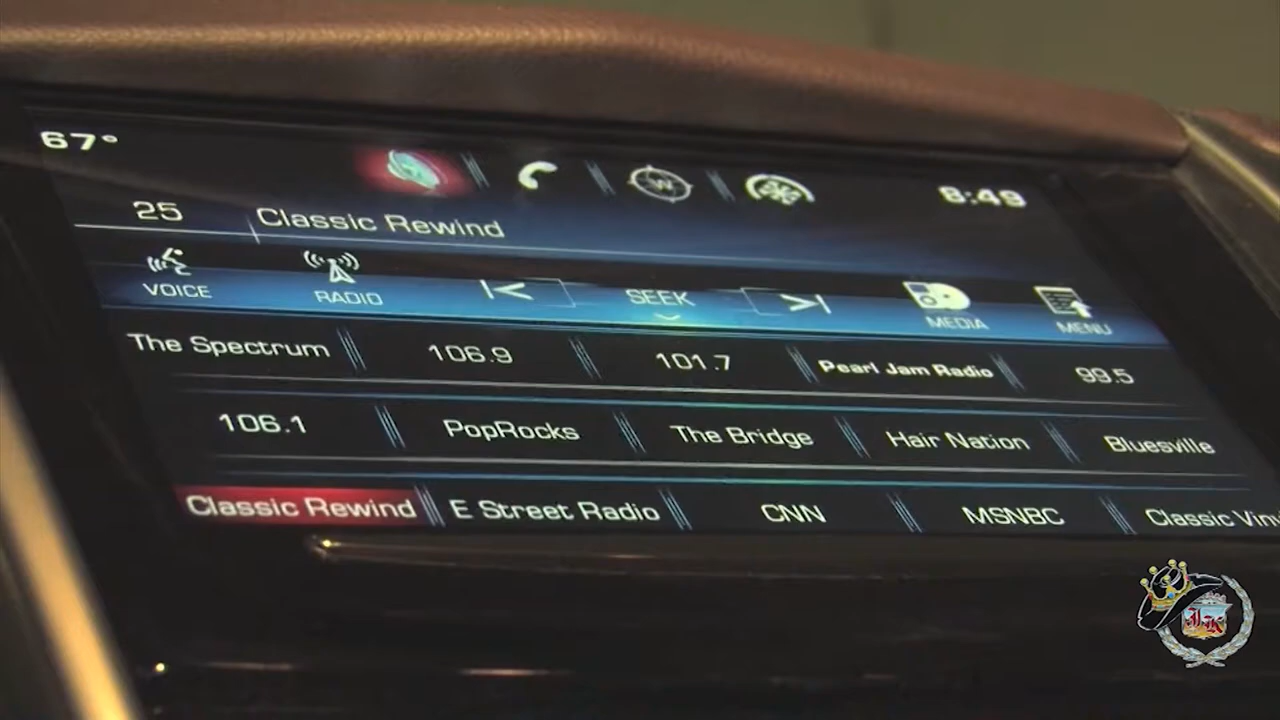 67° W 8:49
25 Classic Rewind
VOICE RADIO SEEK MEDIA MENU
The Spectrum 106.9 101.7 Pearl Jam Radio 99.5
106.1 PopRocks The Bridge Hair Nation Bluesville
Classic Rewind E Street Radio CNN MSNBC Classic
JK